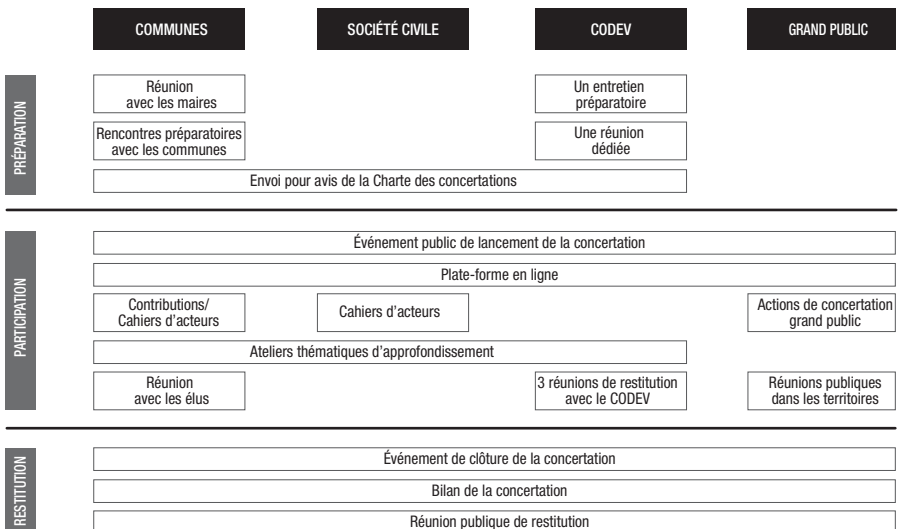 COMMUNES
SOCIÉTÉ CIVILE
CODEV
GRAND PUBLIC
PRÉPARATION
Réunion
avec les maires
Un entretien
préparatoire
Rencontres préparatoires
avec les communes
Une réunion
dédiée
Envoi pour avis de la Charte des concertations
PARTICIPATION
Événement public de lancement de la concertation
Plate-forme en ligne
Contributions/
Cahiers d'acteurs
Cahiers d'acteurs
Actions de concertation
grand public
Ateliers thématiques d'approfondissement
Réunion
avec les élus
3 réunions de restitution
avec le CODEV
Réunions publiques
dans les territoires
RESTITUTION
Événement de clôture de la concertation
Bilan de la concertation
Réunion publique de restitution